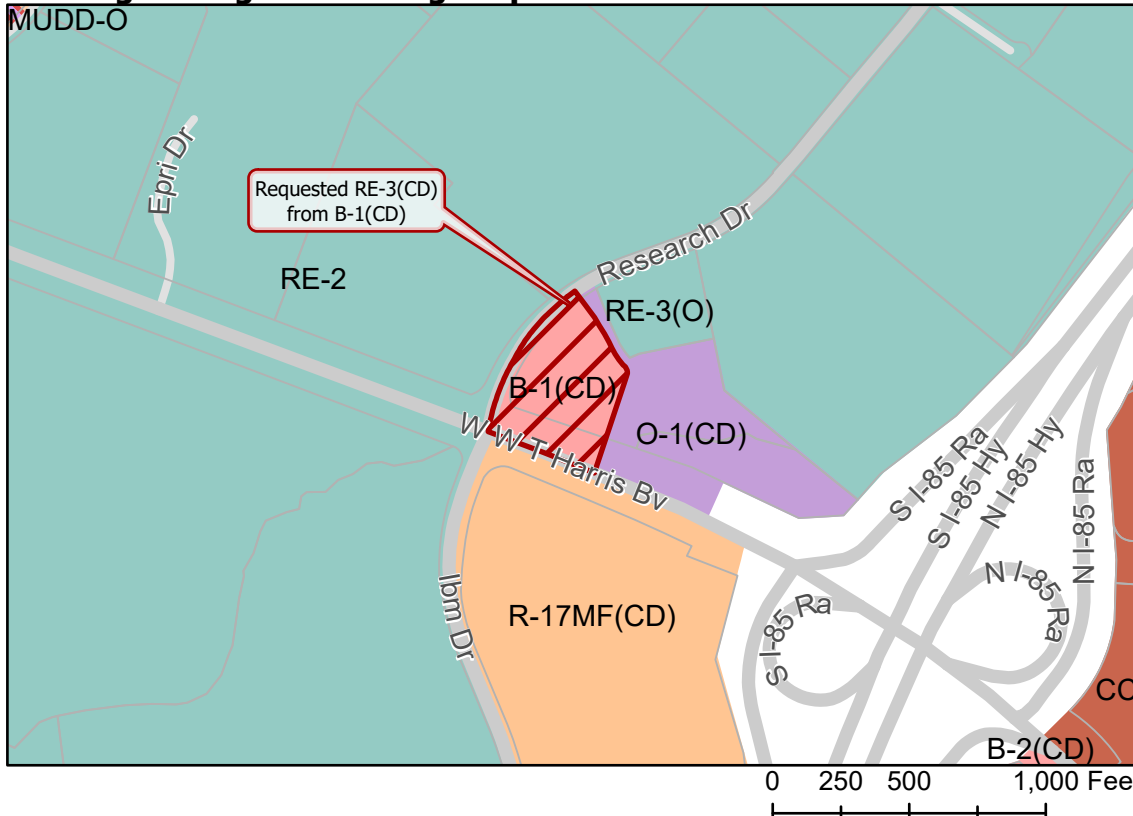 MUDD-O
Epri Dr
Requested RE-3(CD)
from B-1(CD)
Research Dr
RE-2
RE-3(O)
B-1(CD)
O-1(CD)
W W T Harris Bv
S I-85 Ra
S I-85 Hy
N I-85 Hy
N I-85 Ra
N I-85 Ra
S I-85 Ra
Ibm Dr
R-17MF(CD)
CC
B-2(CD)
0 250 500 1,000 Fee